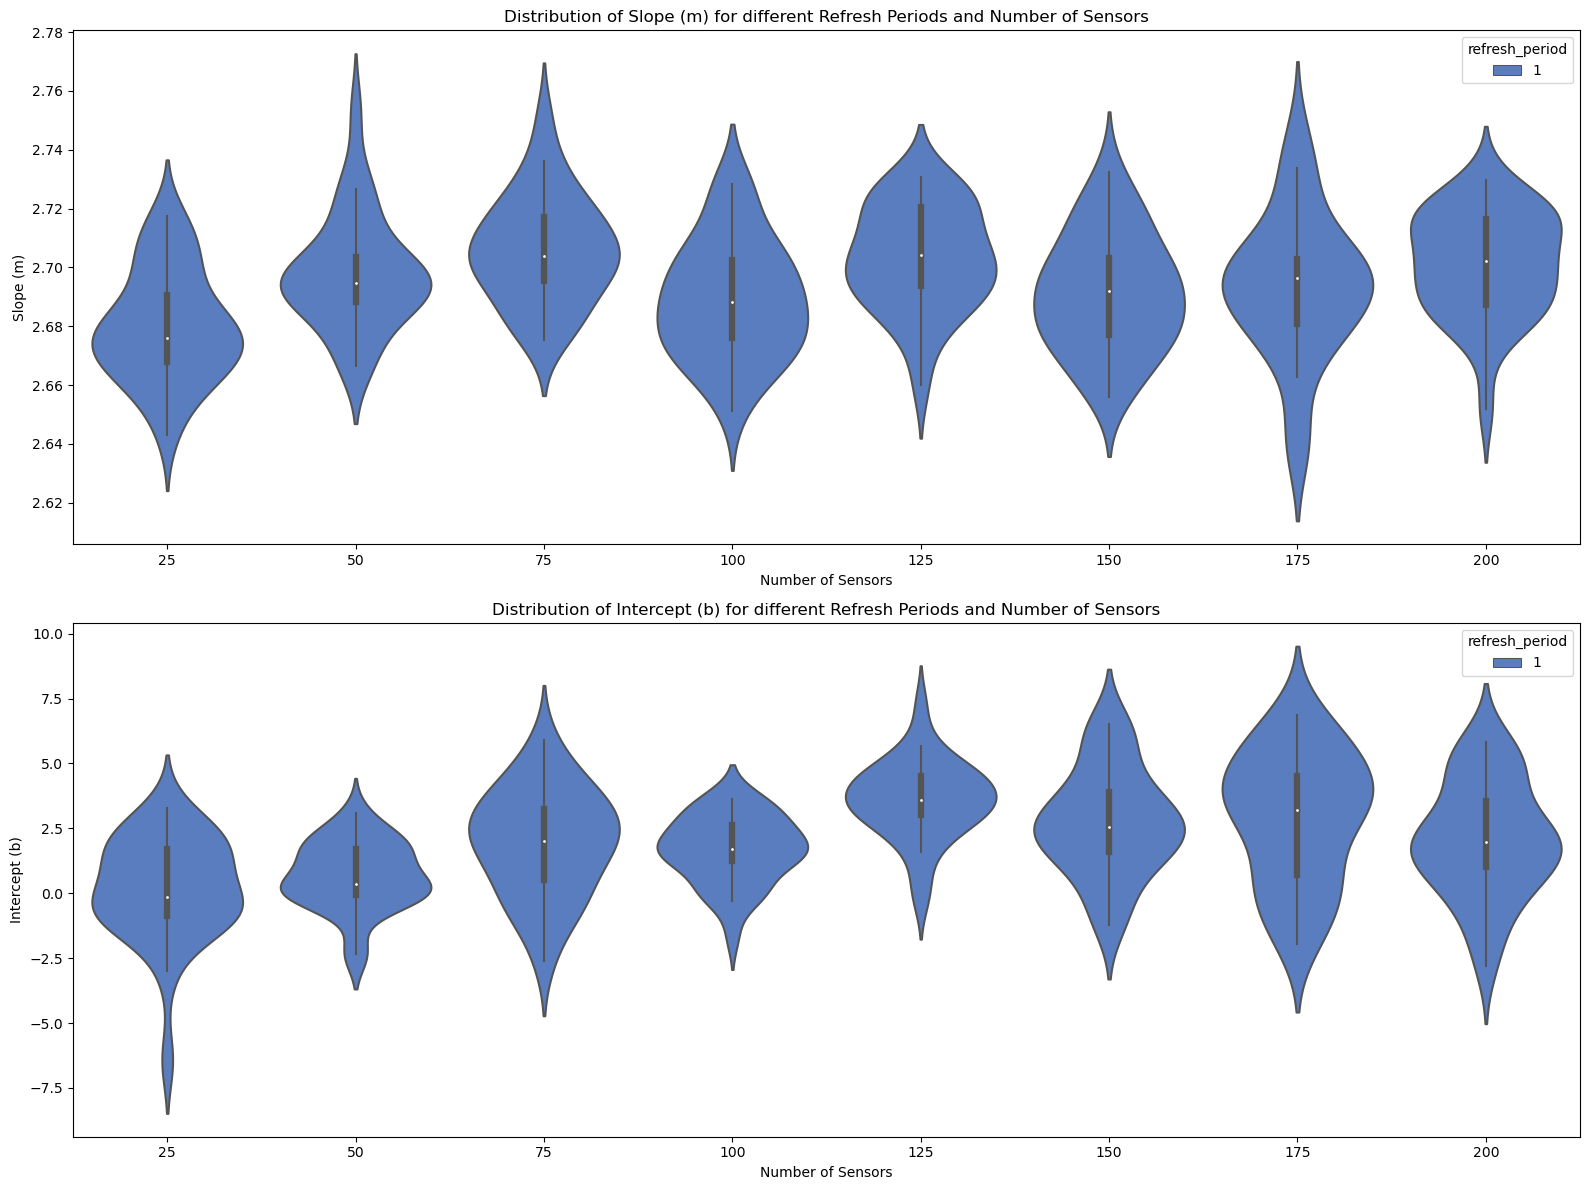 Distribution of Slope (m) for different Refresh Periods and Number of Sensors
2.78
2.76
2.74
2.72
2.70
2.68
2.66
2.64
2.62
Slope (m)
refresh_period
1
25 50 75 100 125 150 175 200
Number of Sensors
Distribution of Intercept (b) for different Refresh Periods and Number of Sensors
10.0
7.5
5.0
2.5
0.0
−2.5
−5.0
−7.5
Intercept (b)
refresh_period
1
25 50 75 100 125 150 175 200
Number of Sensors